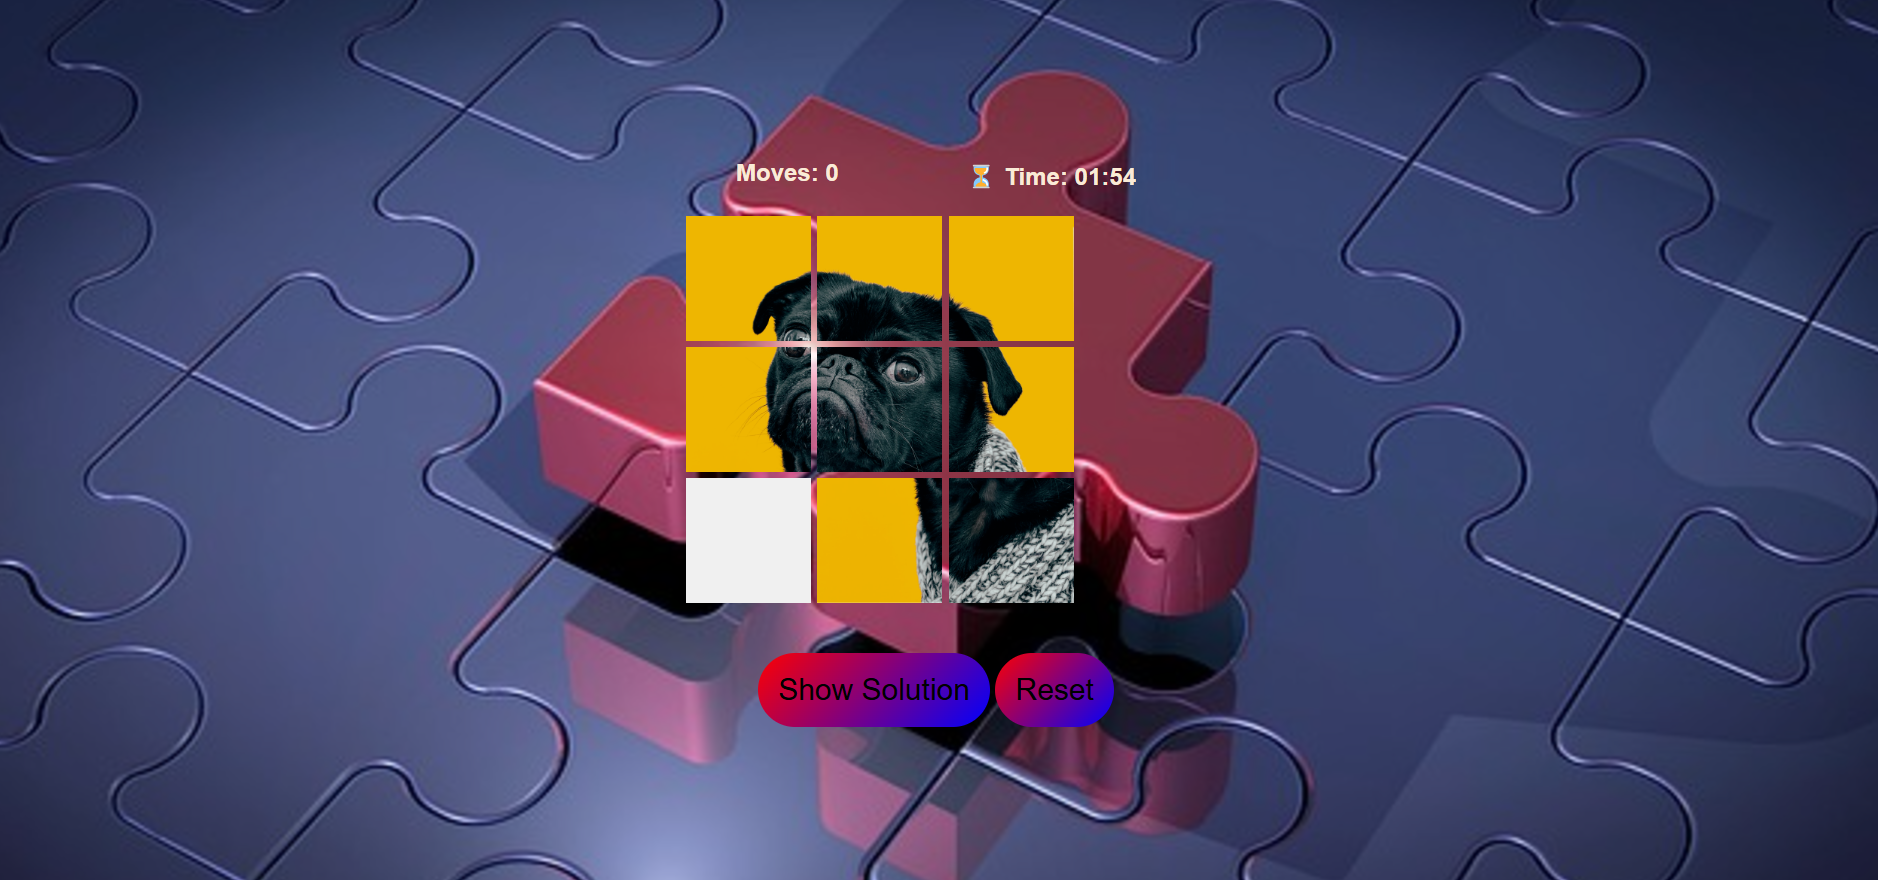 Moves: 0
⏳ Time: 01:54
Show Solution
Reset